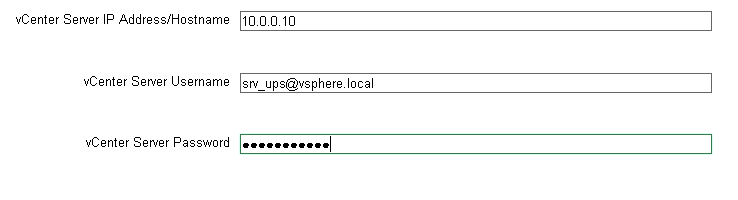 vCenter Server IP Address/Hostname 10.0.0.10
vCenter Server Username srv_ups@vsphere.local
vCenter Server Password ●●●●●●●●●●●